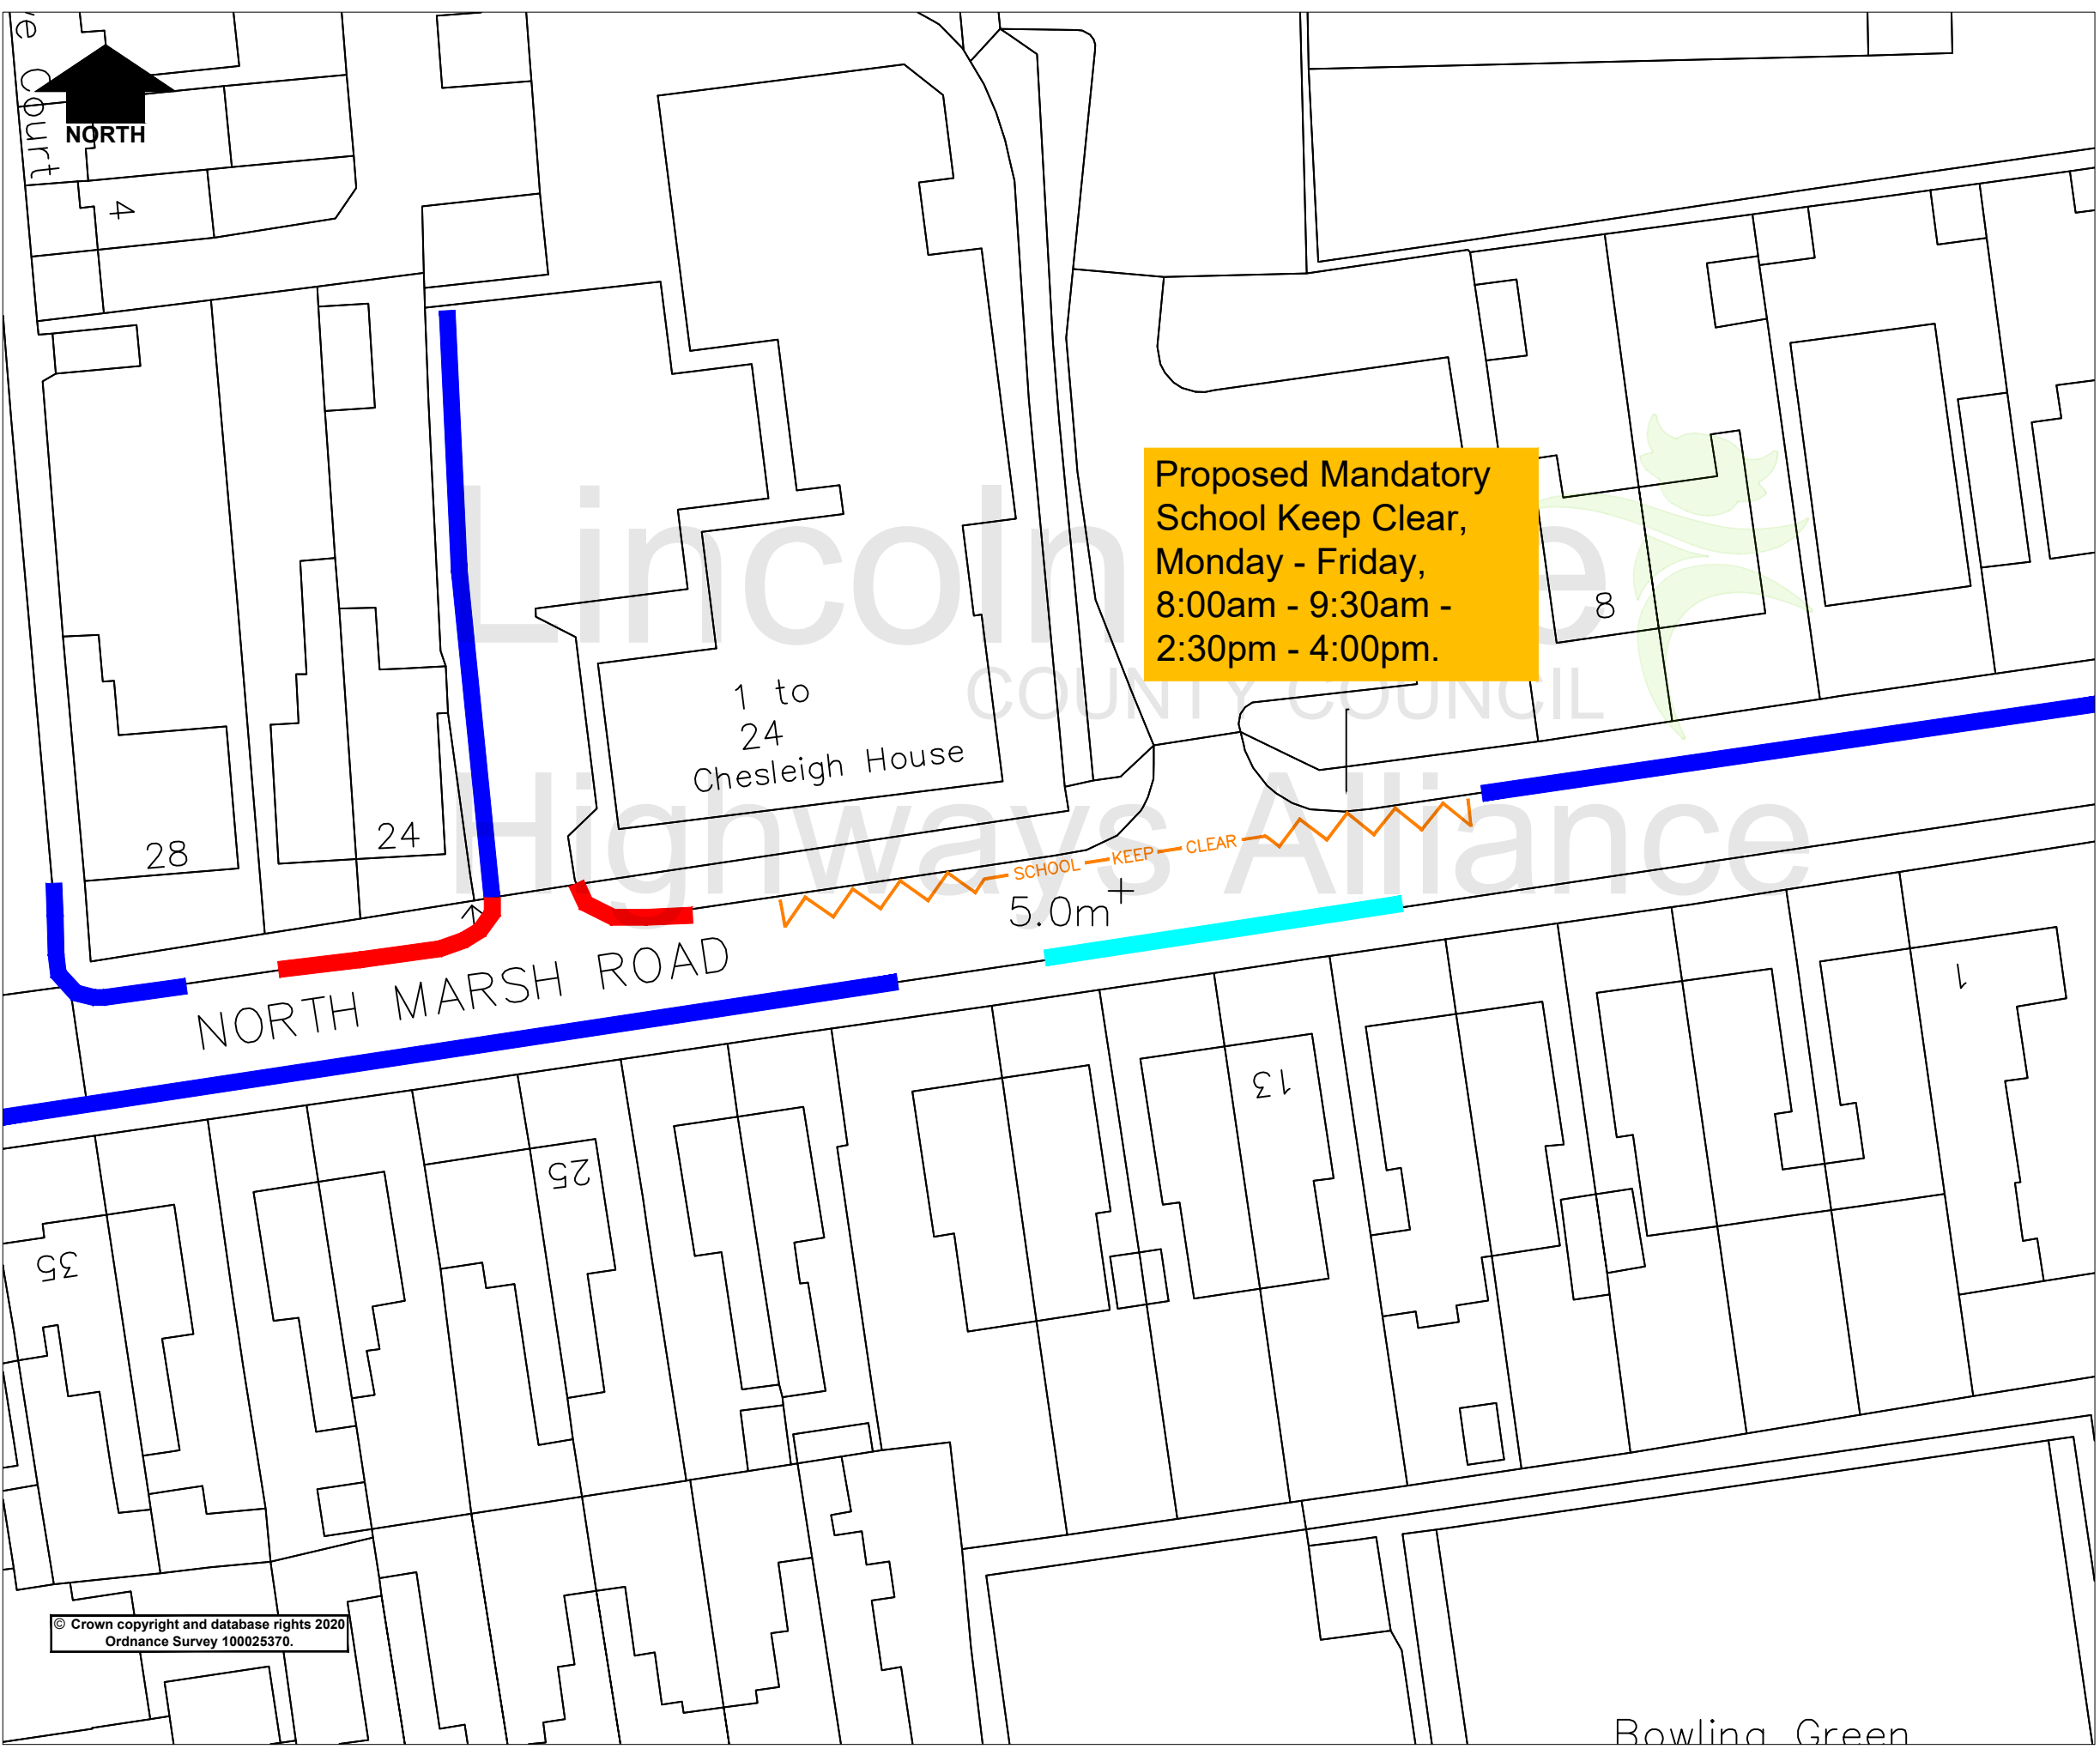 e Court
NORTH
4
Proposed Mandatory
School Keep Clear,
Monday - Friday,
8:00am - 9:30am -
2:30pm - 4:00pm.
Lincoln e
COUNTY COUNCIL
Highways Alliance
8
1 to
24
Chesleigh House
28
24
SCHOOL KEEP CLEAR
5.0m
NORTH MARSH ROAD
1
13
25
35
© Crown copyright and database rights 2020
Ordnance Survey 100025370.
Bowling Green